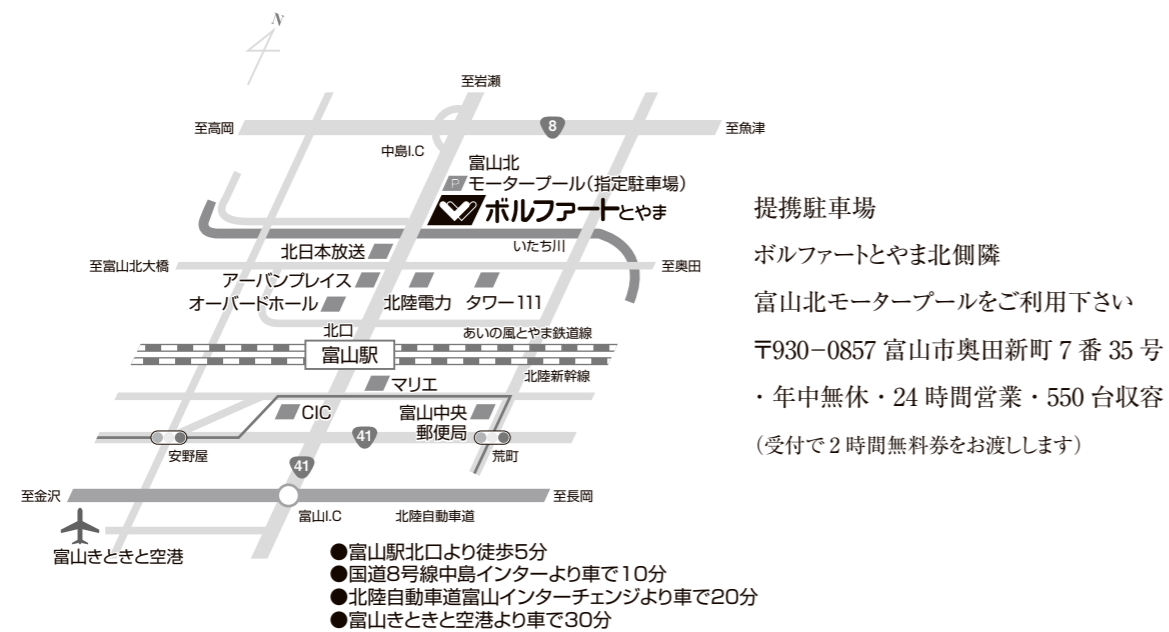 N
至岩瀬
至高岡
8
至魚津
中島I.C
富山北
P
モータープール(指定駐車場)
ボルファートとやま
いたち川
北日本放送
至富山北大橋
至奥田
アーバンプレイス
オーバードホール
北陸電力
タワー111
北口
あいの風とやま鉄道線
富山駅
北陸新幹線
マリエ
CIC
富山中央
郵便局
41
安野屋
荒町
41
至金沢
至長岡
富山I.C
北陸自動車道
富山きときと空港
●富山駅北口より徒歩5分
●国道8号線中島インターより車で10分
●北陸自動車道富山インターチェンジより車で20分
●富山きときと空港より車で30分
提携駐車場
ボルファートとやま北側隣
富山北モータープールをご利用下さい
〒930−0857 富山市奥田新町 7 番 35 号
・年中無休・24 時間営業・550 台収容
(受付で 2 時間無料券をお渡しします)